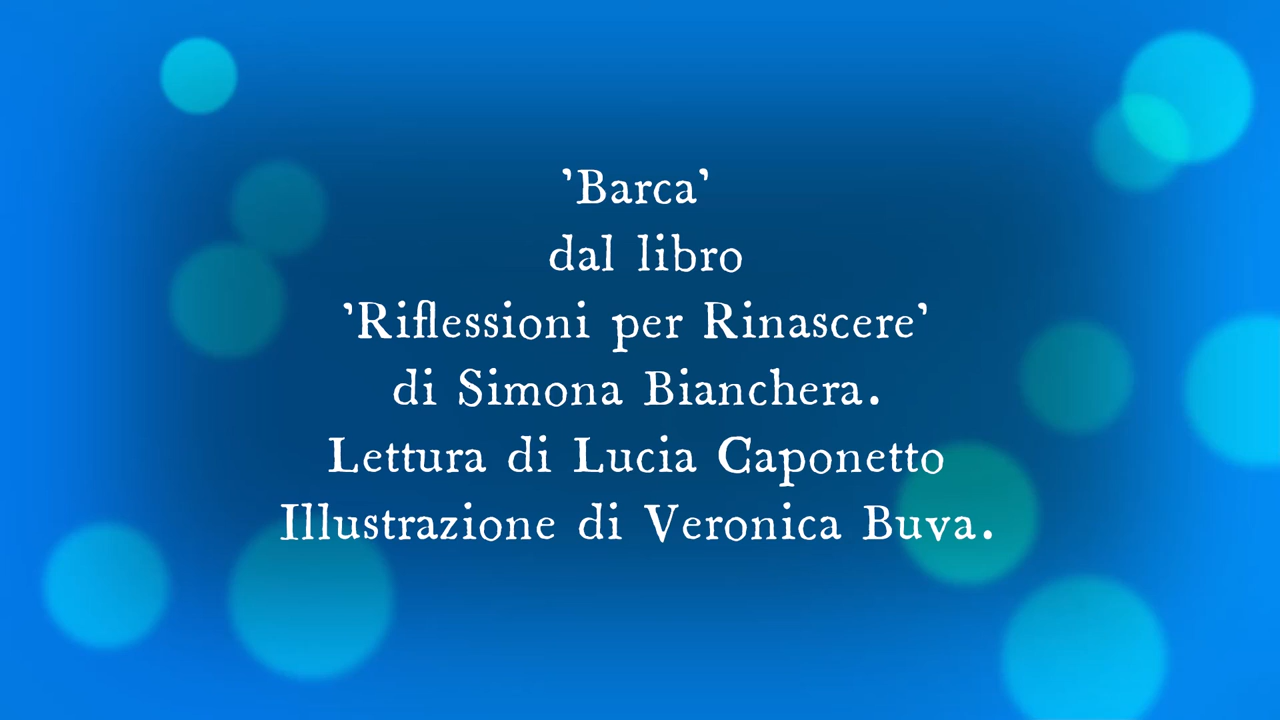 'Barca'
dal libro
'Riflessioni per Rinascere'
di Simona Bianchera.
Lettura di Lucia Caponetto
Illustrazione di Veronica Buva.